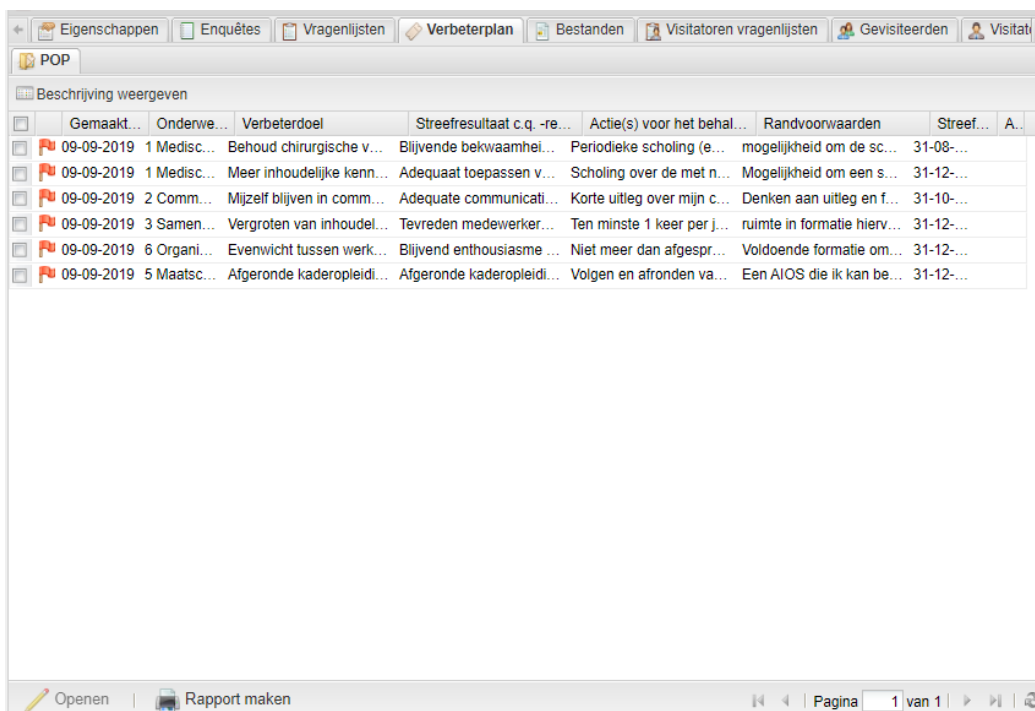 Eigenschappen Enquêtes Vragenlijsten Verbeterplan Bestanden Visitatoren vragenlijsten Gevisiteerden Visitat
POP
Beschrijving weergeven
Gemaakt... Onderwe... Verbeterdoel Streefresultaat c.q. -re... Actie(s) voor het behal... Randvoorwaarden Streef... A..
09-09-2019 1 Medisc... Behoud chirurgische v... Blijvende bekwaamhei... Periodieke scholing (e... mogelijkheid om de sc... 31-08-...
09-09-2019 1 Medisc... Meer inhoudelijke kenn... Adequaat toepassen v... Scholing over de met n... Mogelijkheid om een s... 31-12-...
09-09-2019 2 Comm... Mijzelf blijven in comm... Adequate communicati... Korte uitleg over mijn c... Denken aan uitleg en f... 31-10-...
09-09-2019 3 Samen... Vergroten van inhoudel... Tevreden medewerker... Ten minste 1 keer per j... ruimte in formatie hierv... 31-12-...
09-09-2019 6 Organi... Evenwicht tussen werk... Blijvend enthousiasme ... Niet meer dan afgespr... Voldoende formatie om... 31-12-...
09-09-2019 5 Maatsc... Afgeronde kaderopleidi... Afgeronde kaderopleidi... Volgen en afronden va... Een AIOS die ik kan be... 31-12-...
Openen Rapport maken Pagina 1 van 1